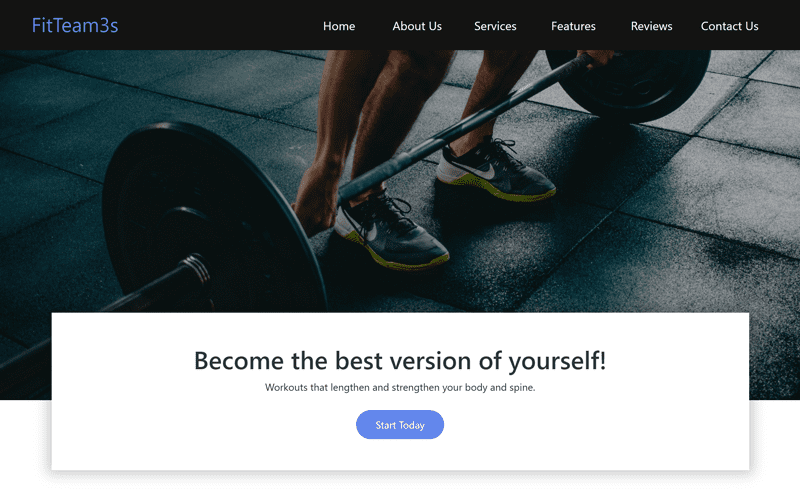 FitTeam3s
Home About Us Services Features Reviews Contact Us
Become the best version of yourself!
Workouts that lengthen and strengthen your body and spine.
Start Today